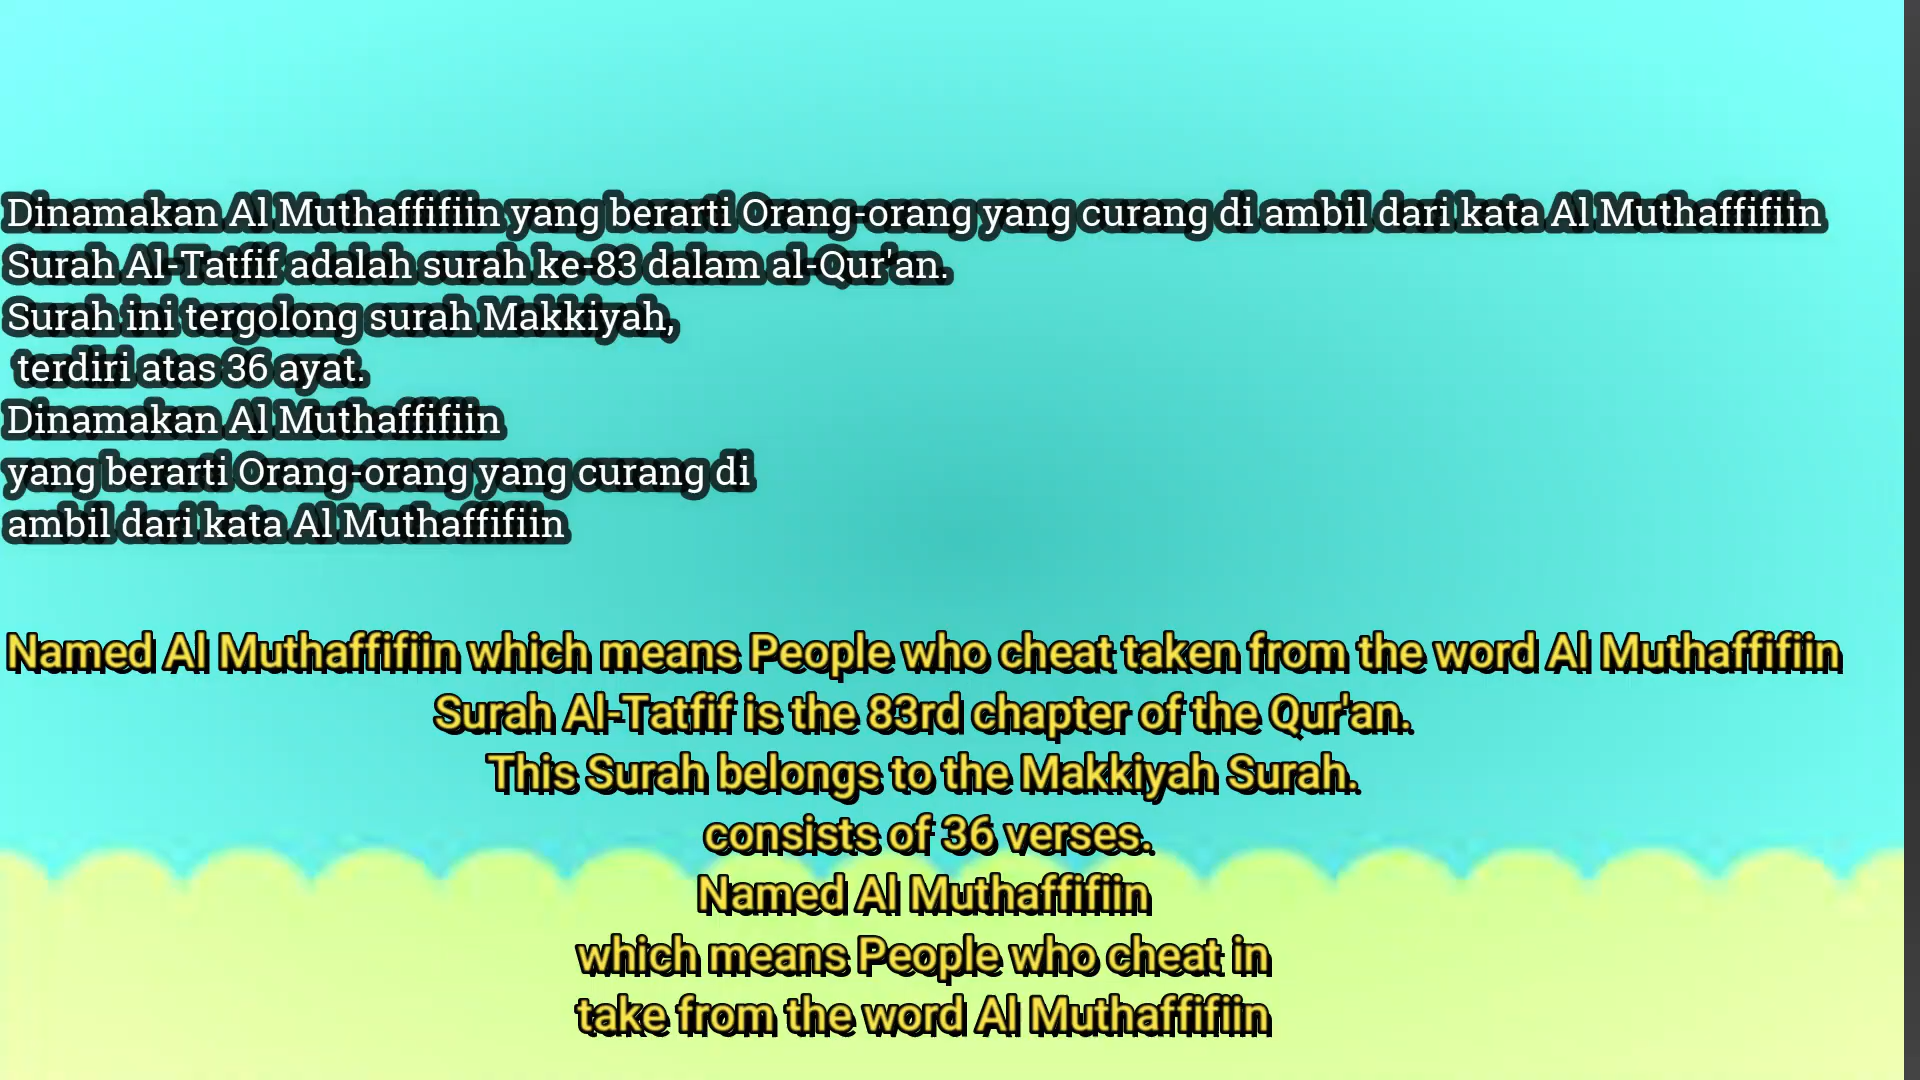 Dinamakan Al Muthaffifiin yang berarti Orang-orang yang curang di ambil dari kata Al Muthaffifiin
Surah Al-Tatfif adalah surah ke-83 dalam al-Qur'an.
Surah ini tergolong surah Makkiyah,
terdiri atas 36 ayat.
Dinamakan Al Muthaffifiin
yang berarti Orang-orang yang curang di
ambil dari kata Al Muthaffifiin
Named Al Muthaffifiin which means People who cheat taken from the word Al Muthaffifiin
Surah Al-Tatfif is the 83rd chapter of the Qur'an.
This Surah belongs to the Makkiyah Surah.
consists of 36 verses.
Named Al Muthaffifiin
which means People who cheat in
take from the word Al Muthaffifiin